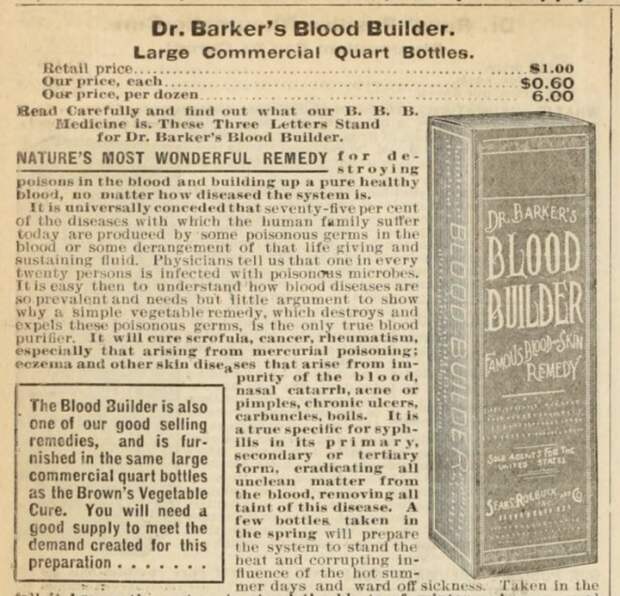 Dr. Barker's Blood Builder.
Large Commercial Quart Bottles.
Retail price............$1.00
Our price, each............$0.60
Our price, per dozen............6.00
Read Carefully and find out what our B. B. B.
Medicine is. These Three Letters Stand
for Dr. Barker's Blood Builder.
NATURE'S MOST WONDERFUL REMEDY for de-
stroying
poisons in the blood and building up a pure healthy
blood, no matter how diseased the system is.
It is universally conceded that seventy-five per cent
of the diseases with which the human family suffer
today are produced by some poisonous germs in the
blood or some derangement of that life giving and
sustaining fluid. Physicians tell us that one in every
twenty persons is infected with poisonous microbes.
It is easy then to understand how blood diseases are
so prevalent and needs but little argument to show
why a simple vegetable remedy, which destroys and
expels these poisonous germs, is the only true blood
purifier. It will cure scrofula, cancer, rheumatism,
especially that arising from mercurial poisoning;
eczema and other skin diseases that arise from im-
purity of the blood,
nasal catarrh, acne or
pimples, chronic ulcers,
carbuncles, boils. It is
a true specific for syph-
ilis in its primary,
secondary or tertiary
form, eradicating all
unclean matter from
the blood, removing all
taint of this disease. A
few bottles taken in
the spring will prepare
the system to stand the
heat and corrupting in-
fluence of the hot sum-
mer days and ward off sickness. Taken in the
The Blood Builder is also
one of our good selling
remedies, and is fur-
nished in the same large
commercial quart bottles
as the Brown's Vegetable
Cure. You will need a
good supply to meet the
demand created for this
preparation . . . . . . .
DR. BARKER'S
BLOOD
BUILDER
FAMOUS BLOOD AND SKIN
REMEDY
SOLE AGENTS FOR THE
UNITED STATES
SEARS, ROEBUCK AND CO.
BLOOD BUILDER